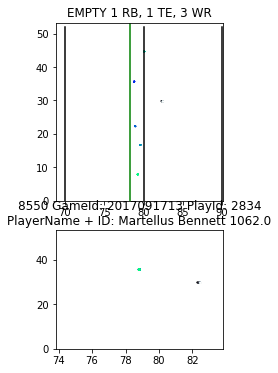 EMPTY 1 RB, 1 TE, 3 WR
50
40
30
20
10
0
70 75 80 85 90
8550 GameId: 2017091713 PlayId: 2834
PlayerName + ID: Martellus Bennett 1062.0
40
20
0
74 76 78 80 82